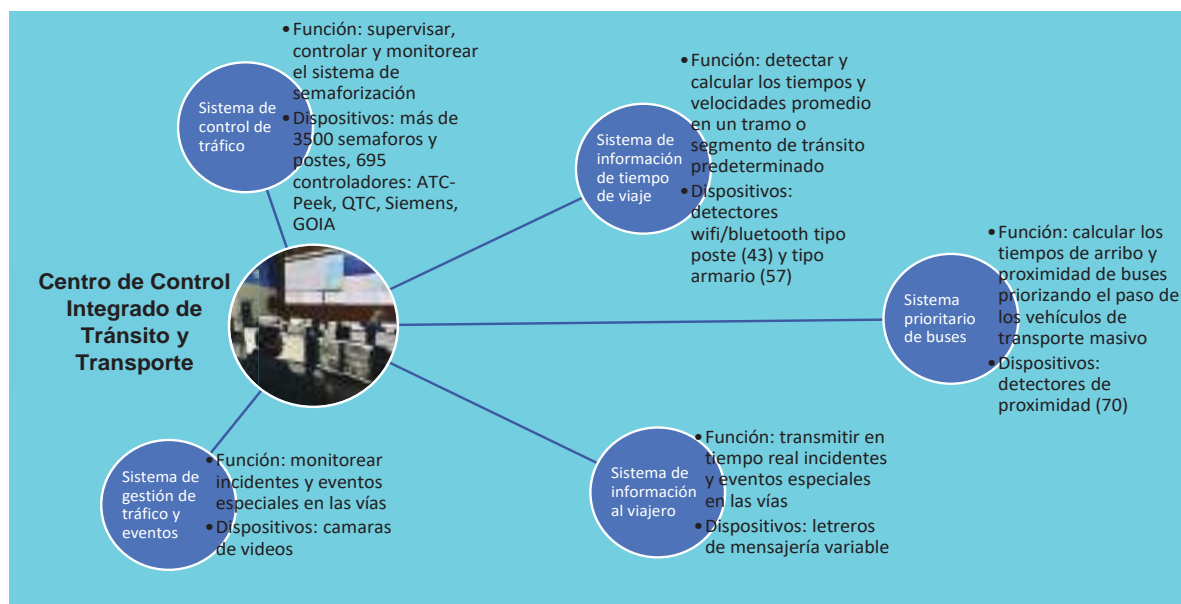 Sistema de
control de
tráfico
•Función: supervisar,
controlar y monitorear
el sistema de
semaforización
•Dispositivos: más de
3500 semaforos y
postes, 695
controladores: ATC-
Peek, QTC, Siemens,
GOIA
Sistema de
información
de tiempo
de viaje
•Función: detectar y
calcular los tiempos y
velocidades promedio
en un tramo o
segmento de tránsito
predeterminado
•Dispositivos:
detectores
wifi/bluetooth tipo
poste (43) y tipo
armario (57)
Centro de Control
Integrado de
Tránsito y
Transporte
Sistema
prioritario
de buses
•Función: calcular los
tiempos de arribo y
proximidad de buses
priorizando el paso de
los vehículos de
transporte masivo
•Dispositivos:
detectores de
proximidad (70)
Sistema de
gestión de
tráfico y
eventos
•Función: monitorear
incidentes y eventos
especiales en las vías
•Dispositivos: camaras
de videos
Sistema de
información
al viajero
•Función: transmitir en
tiempo real incidentes
y eventos especiales
en las vías
•Dispositivos: letreros
de mensajería variable